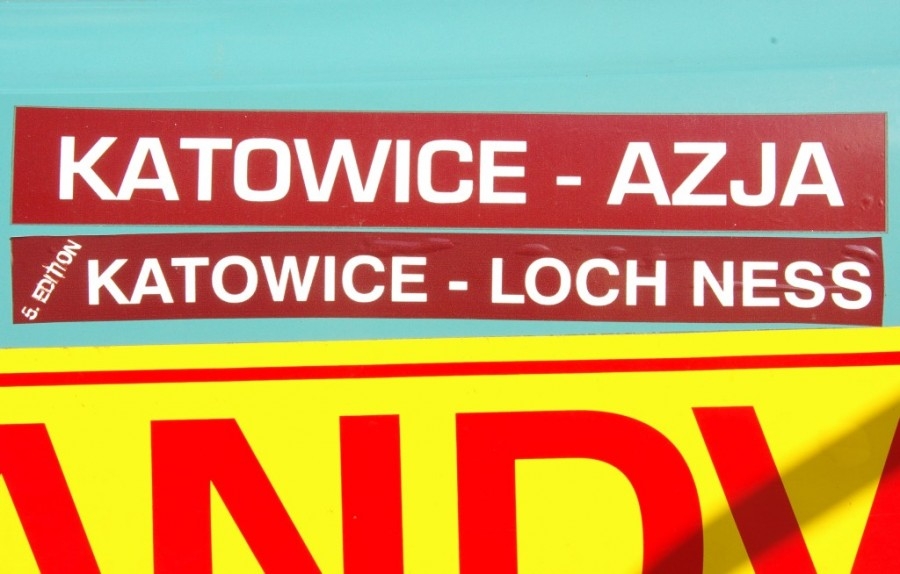 KATOWICE - AZJA
5. EDITION
KATOWICE - LOCH NESS